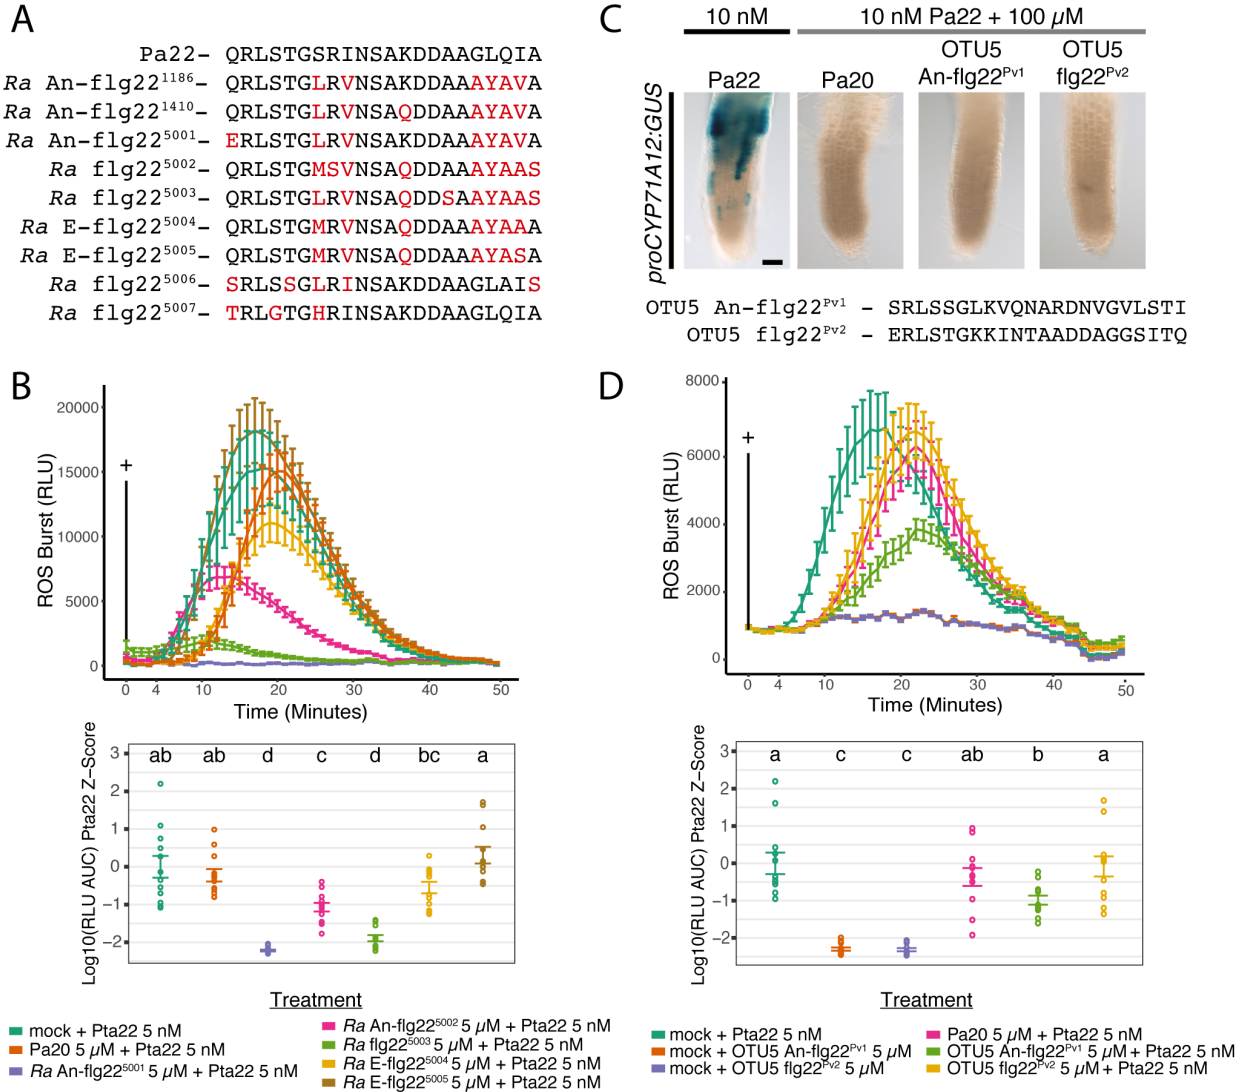 A
Pa22– QRLSTGSRINSAKDDAAGLQIA
Ra An-flg22¹¹⁸⁶– QRLSTGLRVNSAKDDAAAYAVA
Ra An-flg22¹⁴¹⁰– QRLSTGLRVNSAQDDAAAYAVA
Ra An-flg22⁵⁰⁰¹– ERLSTGLRVNSAKDDAAAYAVA
Ra flg22⁵⁰⁰²– QRLSTGMSVNSAQDDAAAYAAS
Ra flg22⁵⁰⁰³– QRLSTGLRVNSAQDDSAAYAAS
Ra E-flg22⁵⁰⁰⁴– QRLSTGMRVNSAQDDAAAYAAA
Ra E-flg22⁵⁰⁰⁵– QRLSTGMRVNSAQDDAAAYASA
Ra flg22⁵⁰⁰⁶– SRLSSGLRINSAKDDAAGLAIS
Ra flg22⁵⁰⁰⁷– TRLGTGHRINSAKDDAAGLQIA
C
10 nM
10 nM Pa22 + 100 µM
Pa22
Pa20
OTU5
An-flg22ᴾᵛ¹
OTU5
flg22ᴾᵛ²
proCYP71A12:GUS
OTU5 An-flg22ᴾᵛ¹ – SRLSSGLKVQNARDNVGVLSTI
OTU5 flg22ᴾᵛ² – ERLSTGKKINTAADDAGGSITQ
B
ROS Burst (RLU)
20000
15000
10000
5000
0
+
0 4 10 20 30 40 50
Time (Minutes)
Log10(RLU AUC) Pta22 Z–Score
3
2
1
0
−1
−2
ab ab d c d bc a
Treatment
mock + Pta22 5 nM
Pa20 5 µM + Pta22 5 nM
Ra An-flg22⁵⁰⁰¹ 5 µM + Pta22 5 nM
Ra An-flg22⁵⁰⁰² 5 µM + Pta22 5 nM
Ra flg22⁵⁰⁰³ 5 µM + Pta22 5 nM
Ra E-flg22⁵⁰⁰⁴ 5 µM + Pta22 5 nM
Ra E-flg22⁵⁰⁰⁵ 5 µM + Pta22 5 nM
D
ROS Burst (RLU)
8000
6000
4000
2000
0
+
0 4 10 20 30 40 50
Time (Minutes)
Log10(RLU AUC) Pta22 Z–Score
3
2
1
0
−1
−2
a c c ab b a
Treatment
mock + Pta22 5 nM
mock + OTU5 An-flg22ᴾᵛ¹ 5 µM
mock + OTU5 flg22ᴾᵛ² 5 µM
Pa20 5 µM + Pta22 5 nM
OTU5 An-flg22ᴾᵛ¹ 5 µM + Pta22 5 nM
OTU5 flg22ᴾᵛ² 5 µM + Pta22 5 nM